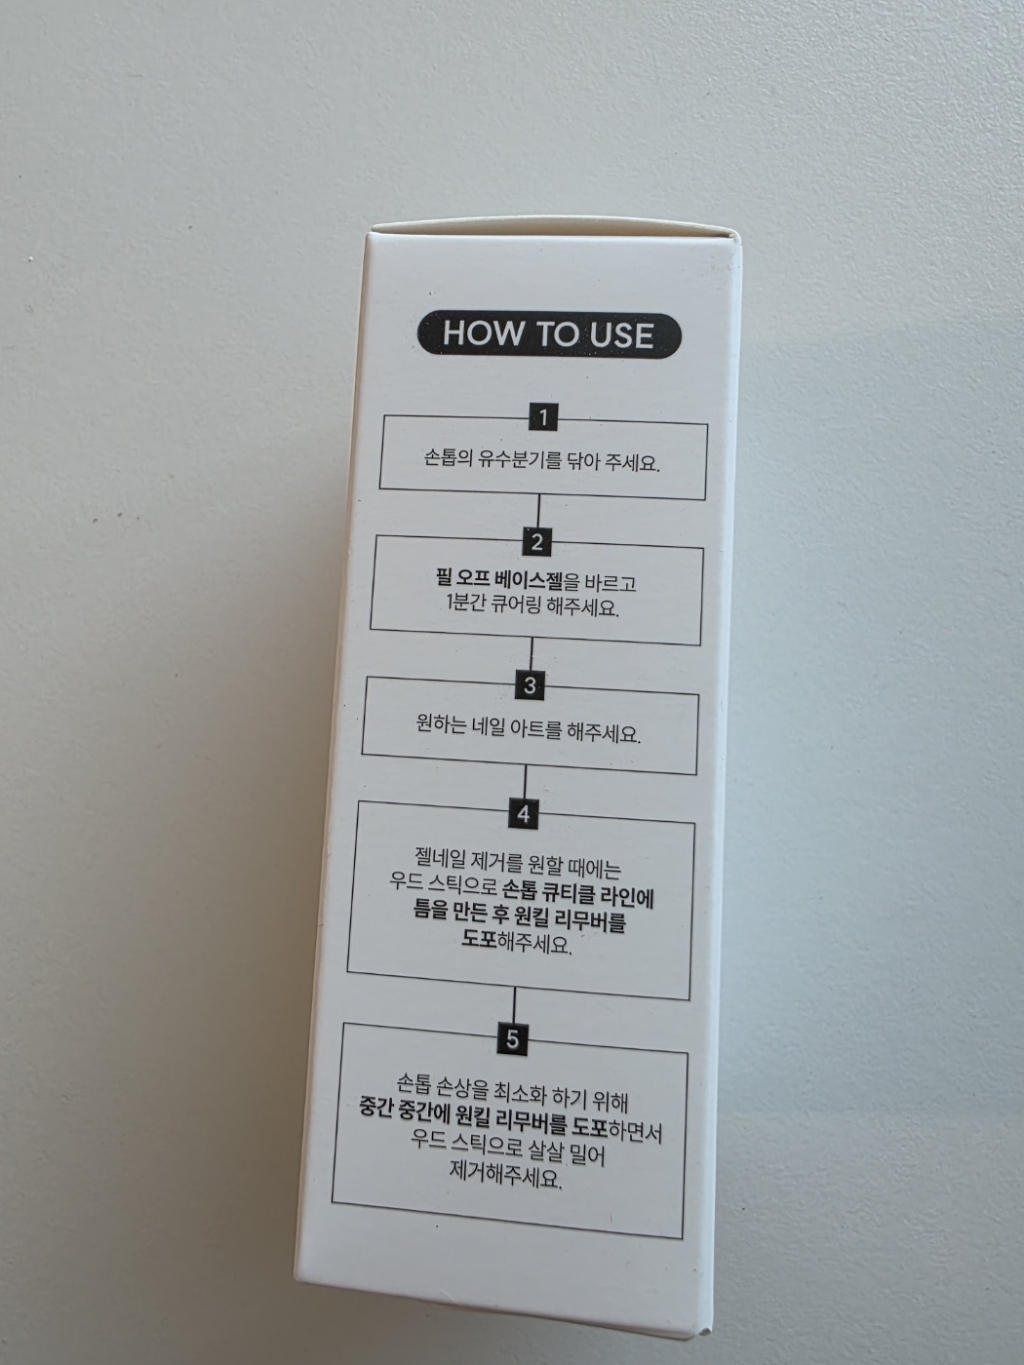 HOW TO USE
1
손톱의 유수분기를 닦아 주세요.
2
필 오프 베이스젤을 바르고
1분간 큐어링 해주세요.
3
원하는 네일 아트를 해주세요.
4
젤네일 제거를 원할 때에는
우드 스틱으로 손톱 큐티클 라인에
틈을 만든 후 원킬 리무버를
도포해주세요.
5
손톱 손상을 최소화 하기 위해
중간 중간에 원킬 리무버를 도포하면서
우드 스틱으로 살살 밀어
제거해주세요.